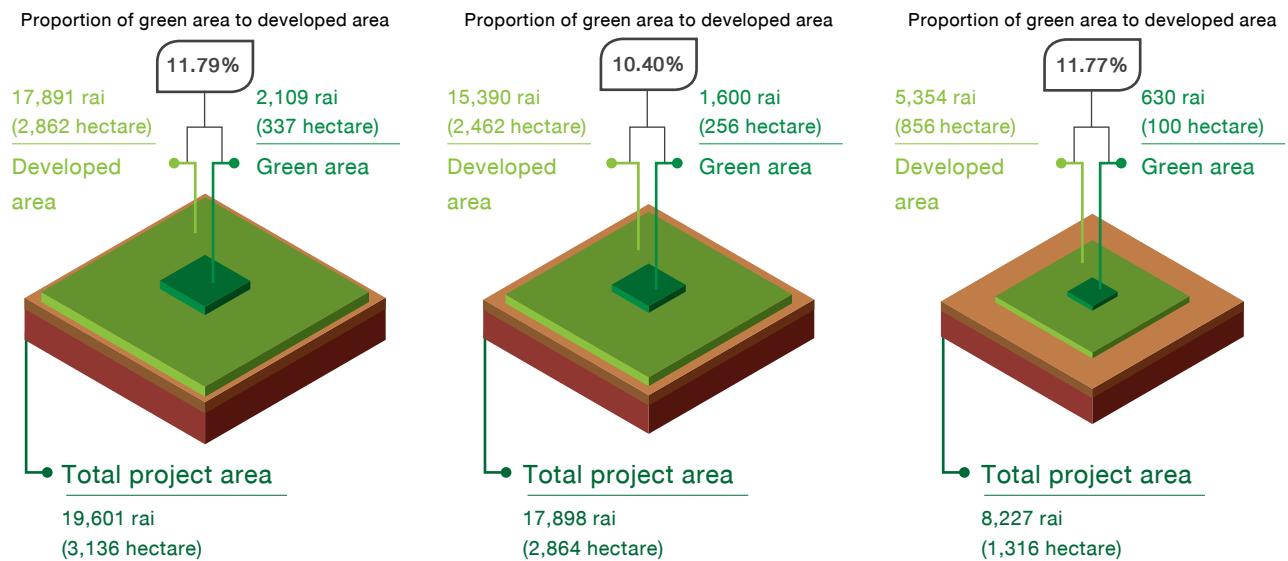 Proportion of green area to developed area
11.79%
17,891 rai
(2,862 hectare)
Developed
area
2,109 rai
(337 hectare)
Green area
Total project area
19,601 rai
(3,136 hectare)
Proportion of green area to developed area
10.40%
15,390 rai
(2,462 hectare)
Developed
area
1,600 rai
(256 hectare)
Green area
Total project area
17,898 rai
(2,864 hectare)
Proportion of green area to developed area
11.77%
5,354 rai
(856 hectare)
Developed
area
630 rai
(100 hectare)
Green area
Total project area
8,227 rai
(1,316 hectare)